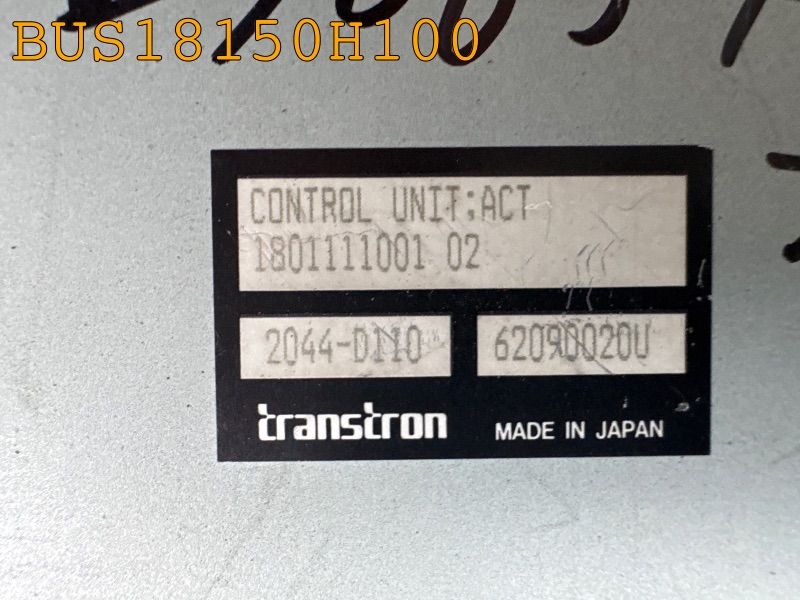 BUS18150H100
CONTROL UNIT;ACT
1801111001 02
2044-D110 62090020U
transtron MADE IN JAPAN